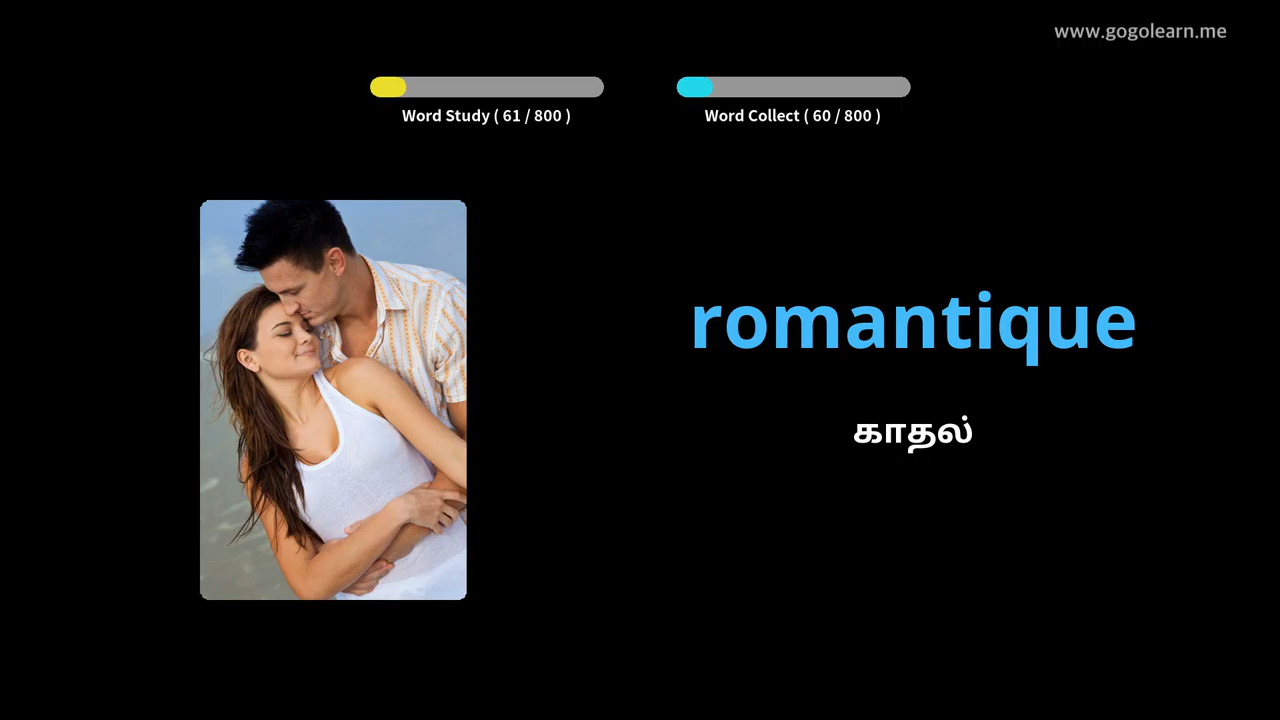 www.gogolearn.me
Word Study ( 61 / 800 )
Word Collect ( 60 / 800 )
romantique
காதல்